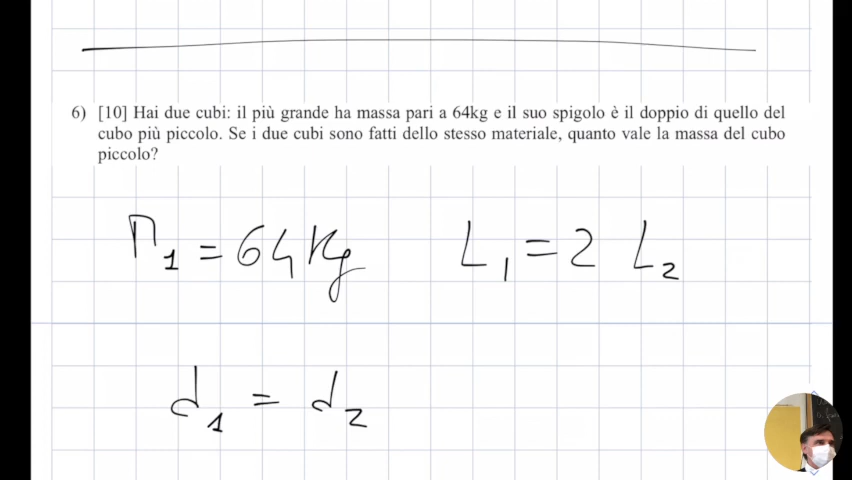 6) [10] Hai due cubi: il più grande ha massa pari a 64kg e il suo spigolo è il doppio di quello del
cubo più piccolo. Se i due cubi sono fatti dello stesso materiale, quanto vale la massa del cubo
piccolo?
M₁ = 64 Kg L₁ = 2 L₂
d₁ = d₂